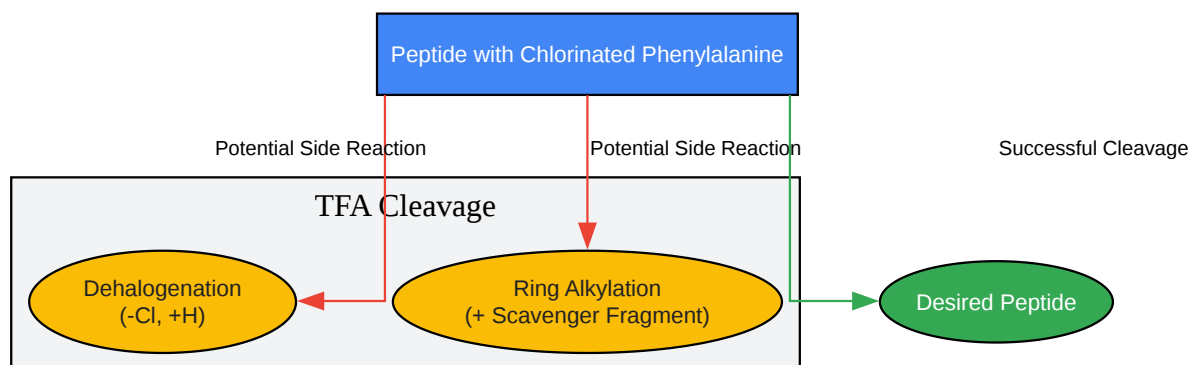 Peptide with Chlorinated Phenylalanine
Potential Side Reaction
Potential Side Reaction
Successful Cleavage
TFA Cleavage
Dehalogenation
(-Cl, +H)
Ring Alkylation
(+ Scavenger Fragment)
Desired Peptide